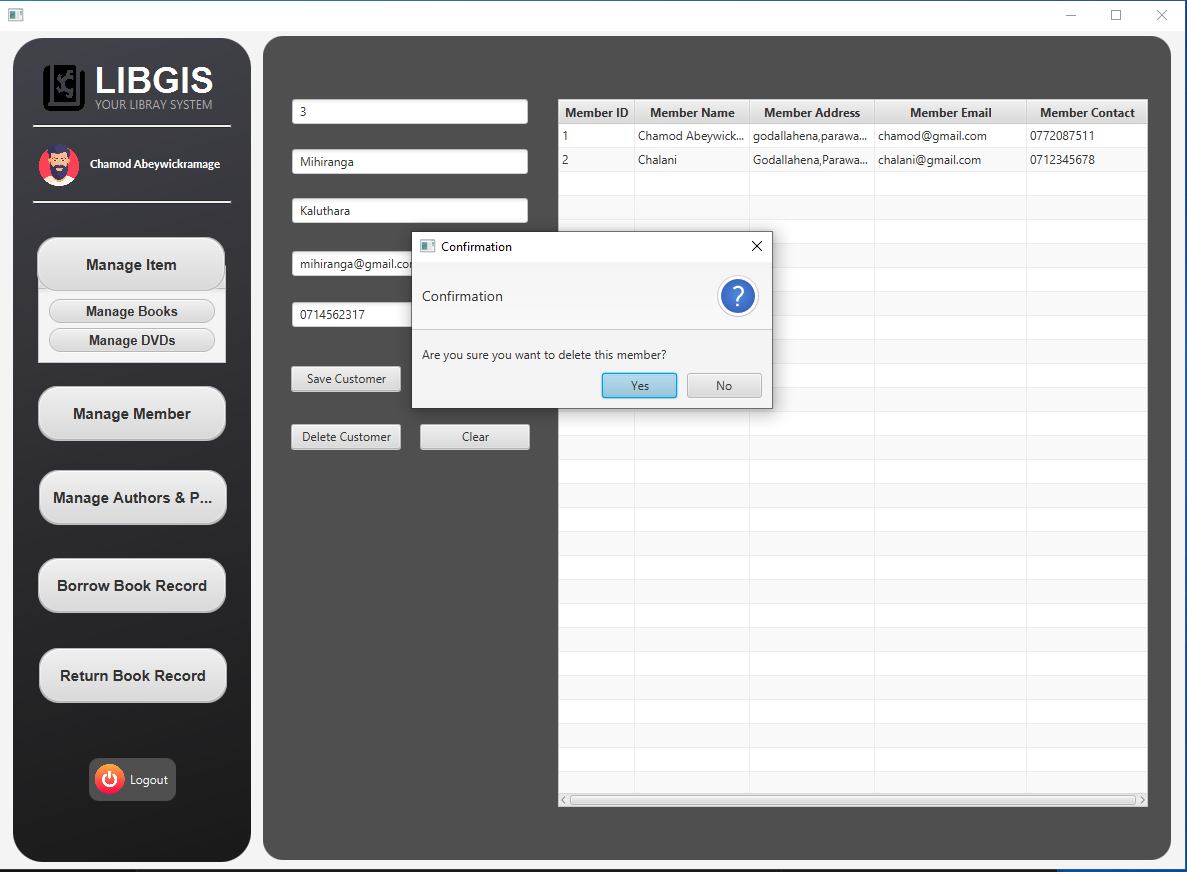 LIBGIS
YOUR LIBRAY SYSTEM
Chamod Abeywickramage
Manage Item
Manage Books
Manage DVDs
Manage Member
Manage Authors & P...
Borrow Book Record
Return Book Record
Logout
3
Mihiranga
Kaluthara
mihiranga@gmail.co
0714562317
Save Customer
Delete Customer
Clear
Member ID Member Name Member Address Member Email Member Contact
1 Chamod Abeywick... godallahena,parawa... chamod@gmail.com 0772087511
2 Chalani Godallahena,Parawa... chalani@gmail.com 0712345678
Confirmation
Confirmation
?
Are you sure you want to delete this member?
Yes No